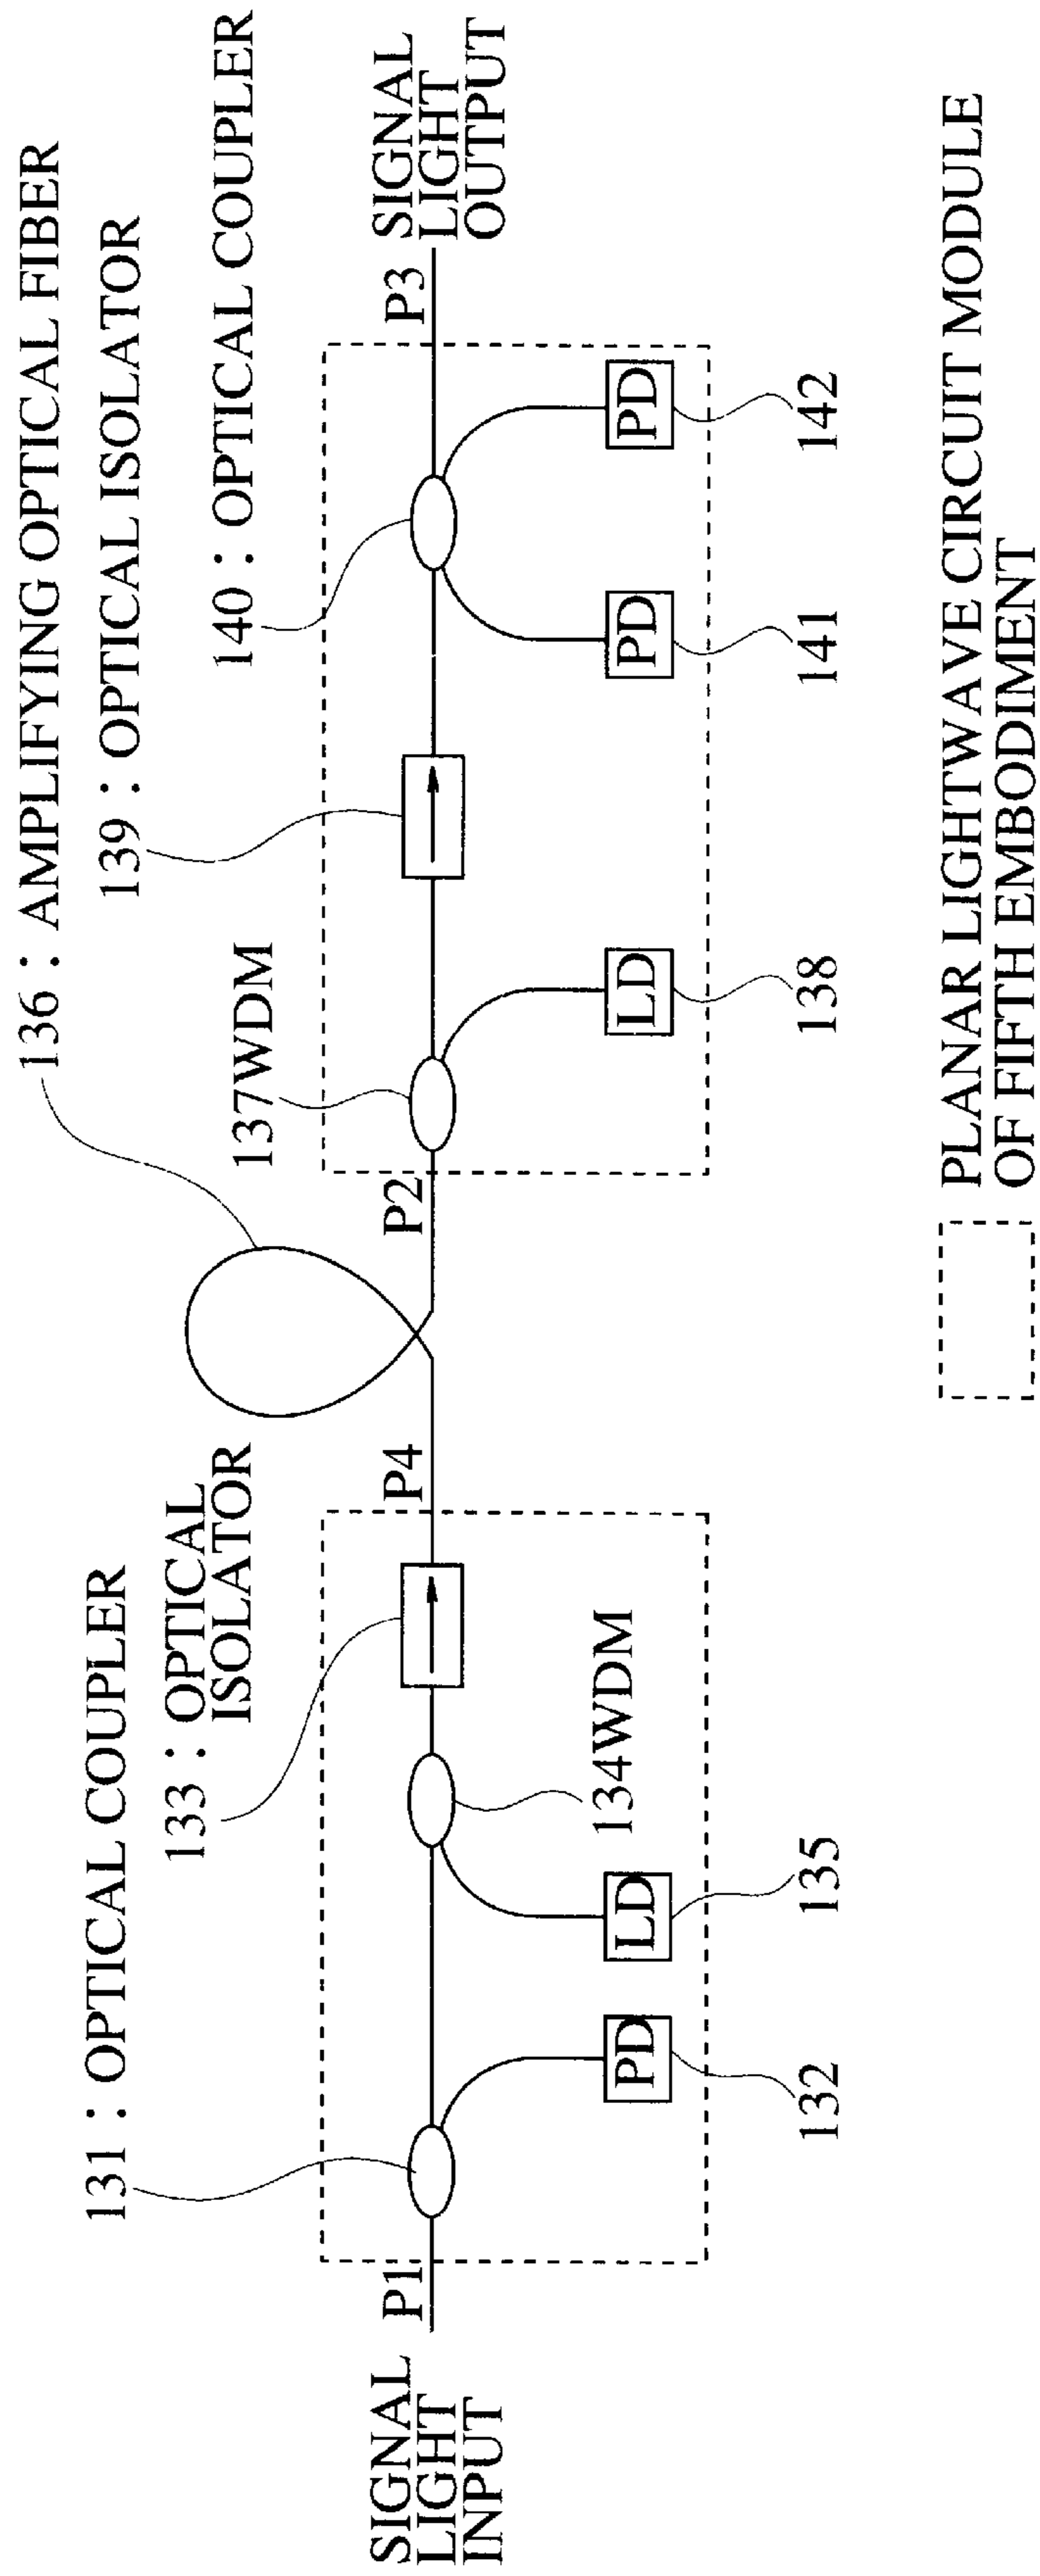 136 : AMPLIFYING OPTICAL FIBER
139 : OPTICAL ISOLATOR
140 : OPTICAL COUPLER
131 : OPTICAL COUPLER
133 : OPTICAL
ISOLATOR
137WDM
SIGNAL
LIGHT
INPUT
P1
P4
P2
P3
SIGNAL
LIGHT
OUTPUT
134WDM
PD
LD
LD
PD
PD
132
135
138
141
142
PLANAR LIGHTWAVE CIRCUIT MODULE
OF FIFTH EMBODIMENT